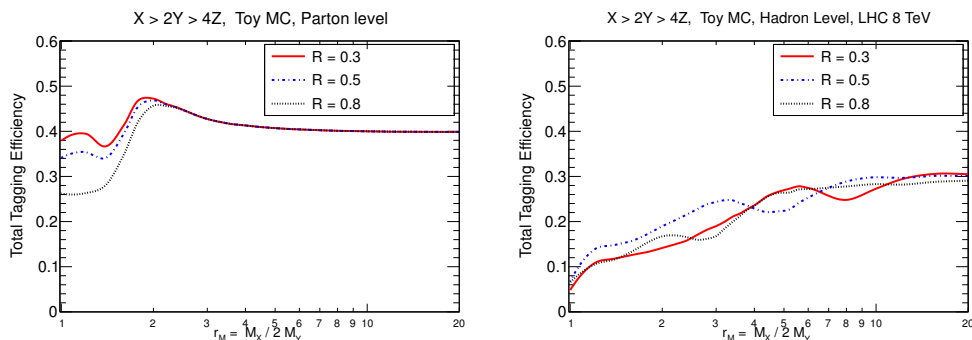 X > 2Y > 4Z, Toy MC, Parton level
Total Tagging Efficiency
0.6
0.5
0.4
0.3
0.2
0.1
0
R = 0.3
R = 0.5
R = 0.8
1 2 3 4 5 6 7 8 9 10 20
r_M = M_X / 2 M_Y
X > 2Y > 4Z, Toy MC, Hadron Level, LHC 8 TeV
Total Tagging Efficiency
0.6
0.5
0.4
0.3
0.2
0.1
0
R = 0.3
R = 0.5
R = 0.8
1 2 3 4 5 6 7 8 9 10 20
r_M = M_X / 2 M_Y